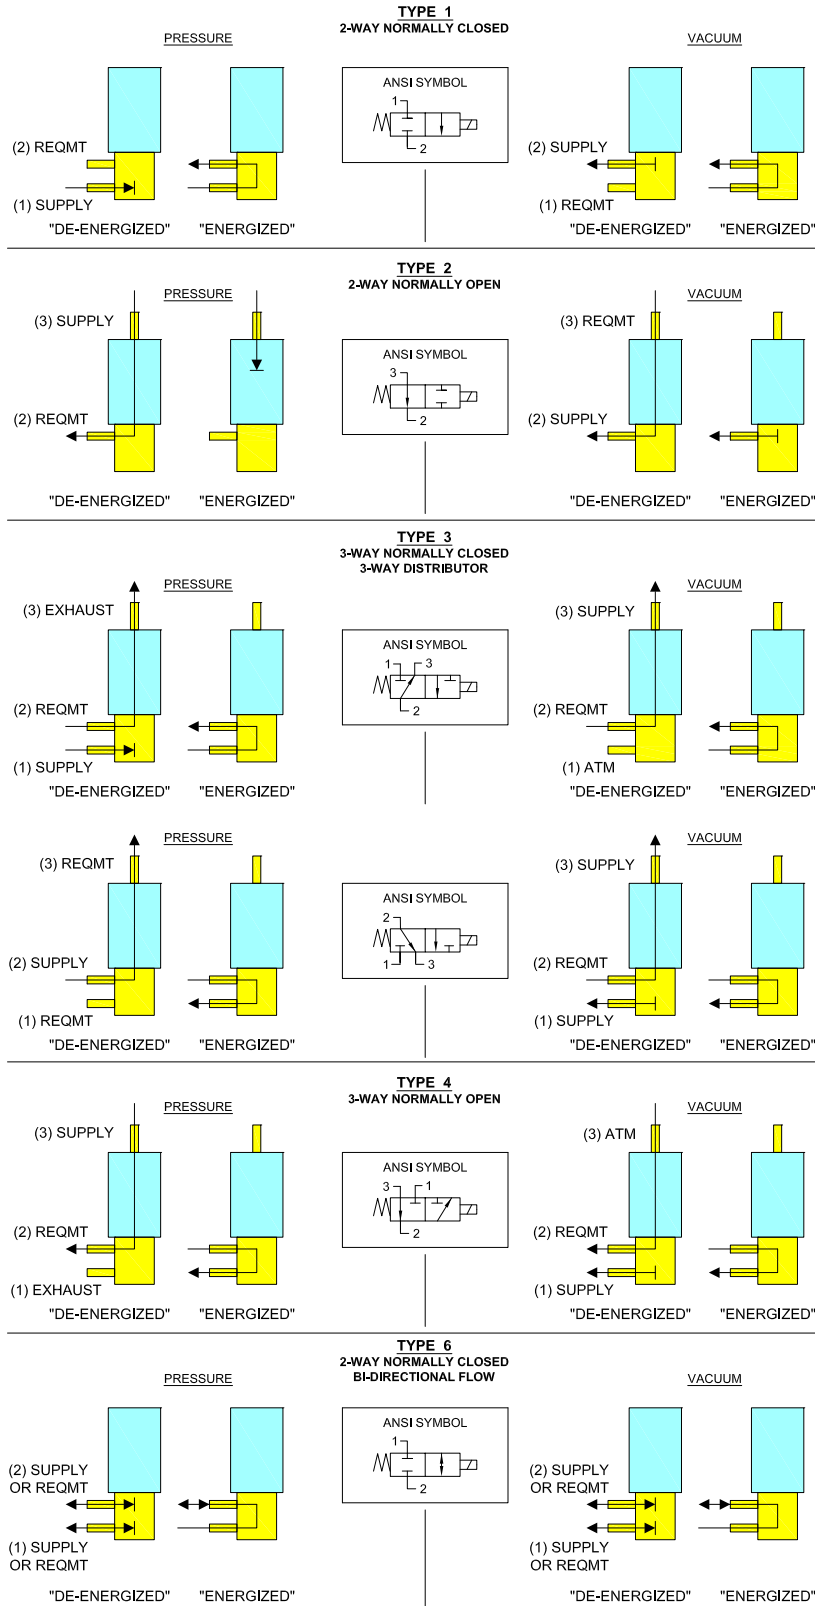 TYPE 1
2-WAY NORMALLY CLOSED
PRESSURE
VACUUM
ANSI SYMBOL
1
2
(2) REQMT
(1) SUPPLY
"DE-ENERGIZED" "ENERGIZED"
(2) SUPPLY
(1) REQMT
"DE-ENERGIZED" "ENERGIZED"
TYPE 2
2-WAY NORMALLY OPEN
PRESSURE
VACUUM
(3) SUPPLY
(2) REQMT
"DE-ENERGIZED" "ENERGIZED"
ANSI SYMBOL
3
2
(3) REQMT
(2) SUPPLY
"DE-ENERGIZED" "ENERGIZED"
TYPE 3
3-WAY NORMALLY CLOSED
3-WAY DISTRIBUTOR
PRESSURE
VACUUM
(3) EXHAUST
(2) REQMT
(1) SUPPLY
"DE-ENERGIZED" "ENERGIZED"
ANSI SYMBOL
1 3
2
(3) SUPPLY
(2) REQMT
(1) ATM
"DE-ENERGIZED" "ENERGIZED"
PRESSURE
VACUUM
(3) REQMT
(2) SUPPLY
(1) REQMT
"DE-ENERGIZED" "ENERGIZED"
ANSI SYMBOL
2
1 3
(3) SUPPLY
(2) REQMT
(1) SUPPLY
"DE-ENERGIZED" "ENERGIZED"
TYPE 4
3-WAY NORMALLY OPEN
PRESSURE
VACUUM
(3) SUPPLY
(2) REQMT
(1) EXHAUST
"DE-ENERGIZED" "ENERGIZED"
ANSI SYMBOL
3 1
2
(3) ATM
(2) REQMT
(1) SUPPLY
"DE-ENERGIZED" "ENERGIZED"
TYPE 6
2-WAY NORMALLY CLOSED
BI-DIRECTIONAL FLOW
PRESSURE
VACUUM
(2) SUPPLY
OR REQMT
(1) SUPPLY
OR REQMT
"DE-ENERGIZED" "ENERGIZED"
ANSI SYMBOL
1
2
(2) SUPPLY
OR REQMT
(1) SUPPLY
OR REQMT
"DE-ENERGIZED" "ENERGIZED"